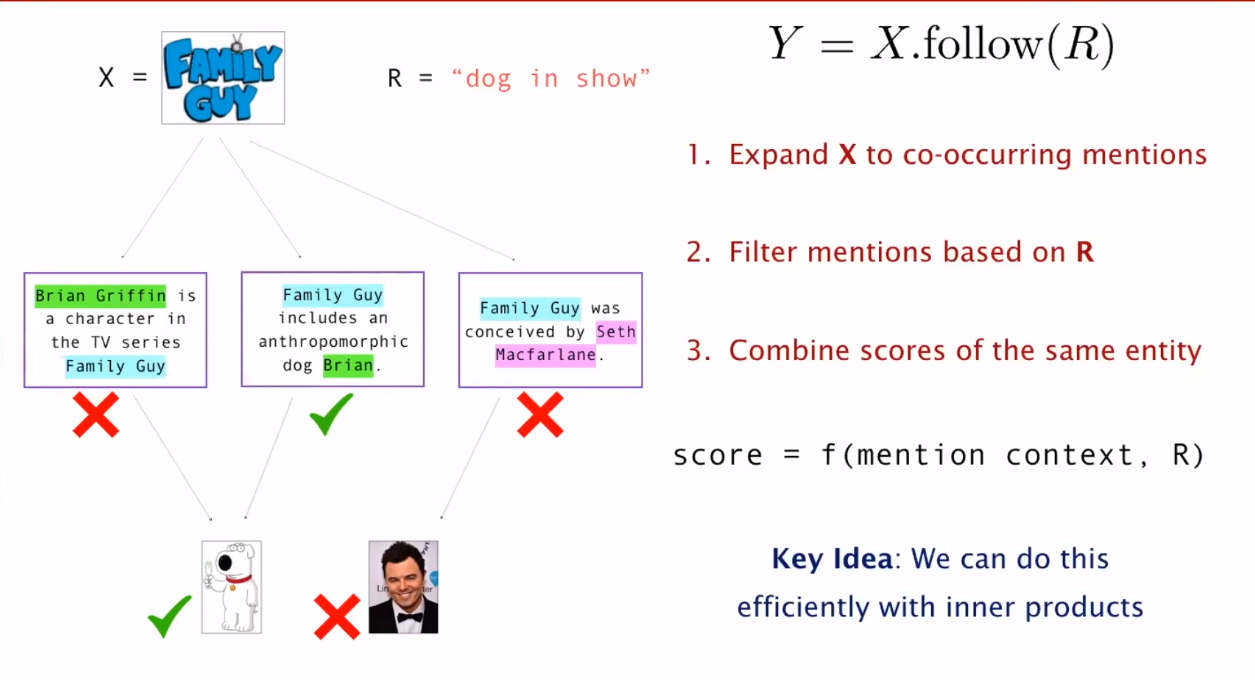 X =
FAMILY
GUY
R = “dog in show”
Y = X.follow(R)
1. Expand X to co-occurring mentions
2. Filter mentions based on R
3. Combine scores of the same entity
Brian Griffin is
a character in
the TV series
Family Guy
Family Guy
includes an
anthropomorphic
dog Brian.
Family Guy was
conceived by Seth
Macfarlane.
score = f(mention context, R)
Key Idea: We can do this
efficiently with inner products